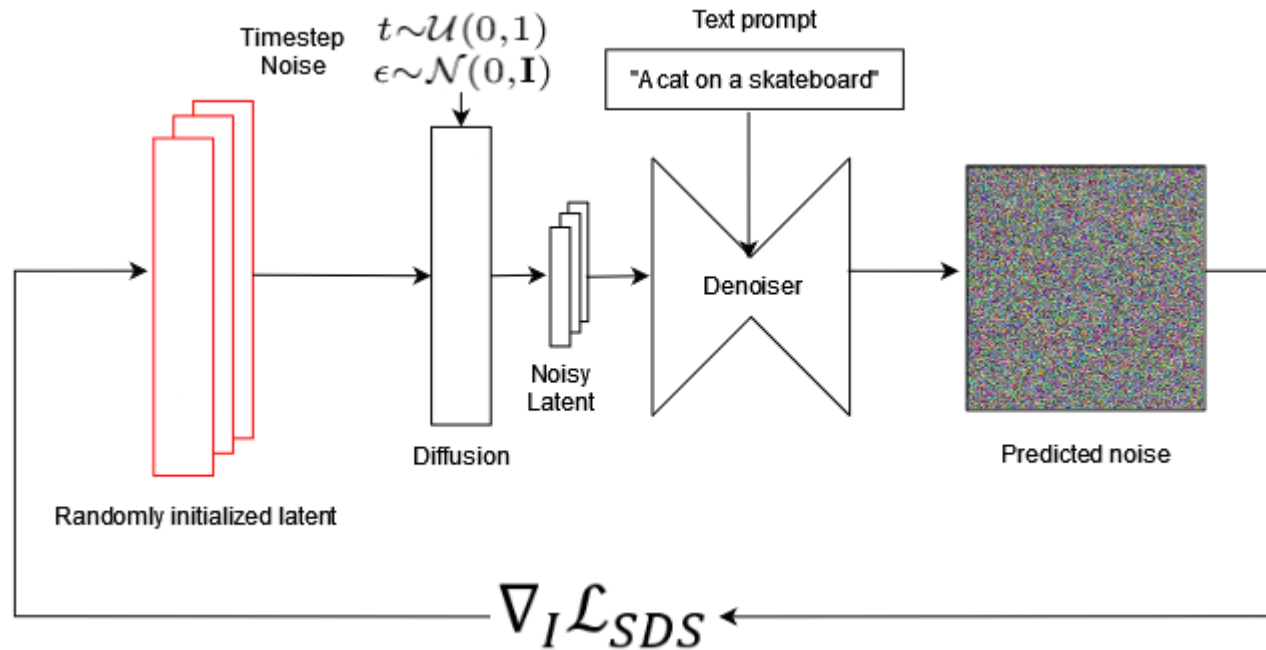 Timestep
Noise
t∼𝒰(0,1)
ϵ∼𝒩(0,𝐈)
Text prompt
"A cat on a skateboard"
Denoiser
Noisy
Latent
Diffusion
Predicted noise
Randomly initialized latent
∇_I ℒ_SDS